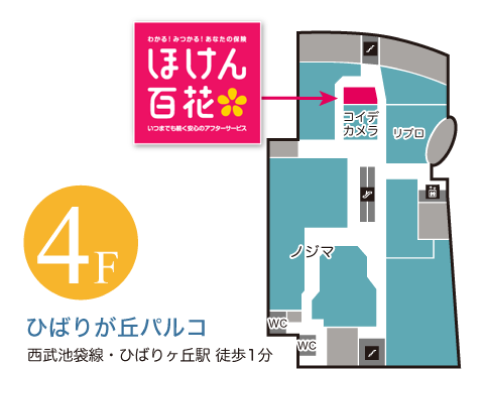 わかる!みつかる!あなたの保険
ほけん
百花
いつまでも続く安心のアフターサービス
コイデ
カメラ
リブロ
ノジマ
WC
WC
4F
ひばりが丘パルコ
西武池袋線・ひばりヶ丘駅 徒歩1分